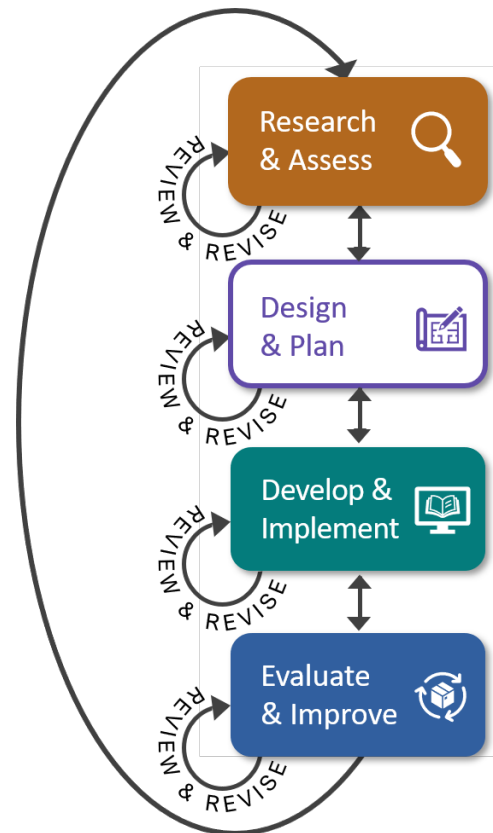 Research
& Assess
REVIEW & REVISE
Design
& Plan
REVIEW & REVISE
Develop &
Implement
REVIEW & REVISE
Evaluate
& Improve
REVIEW & REVISE